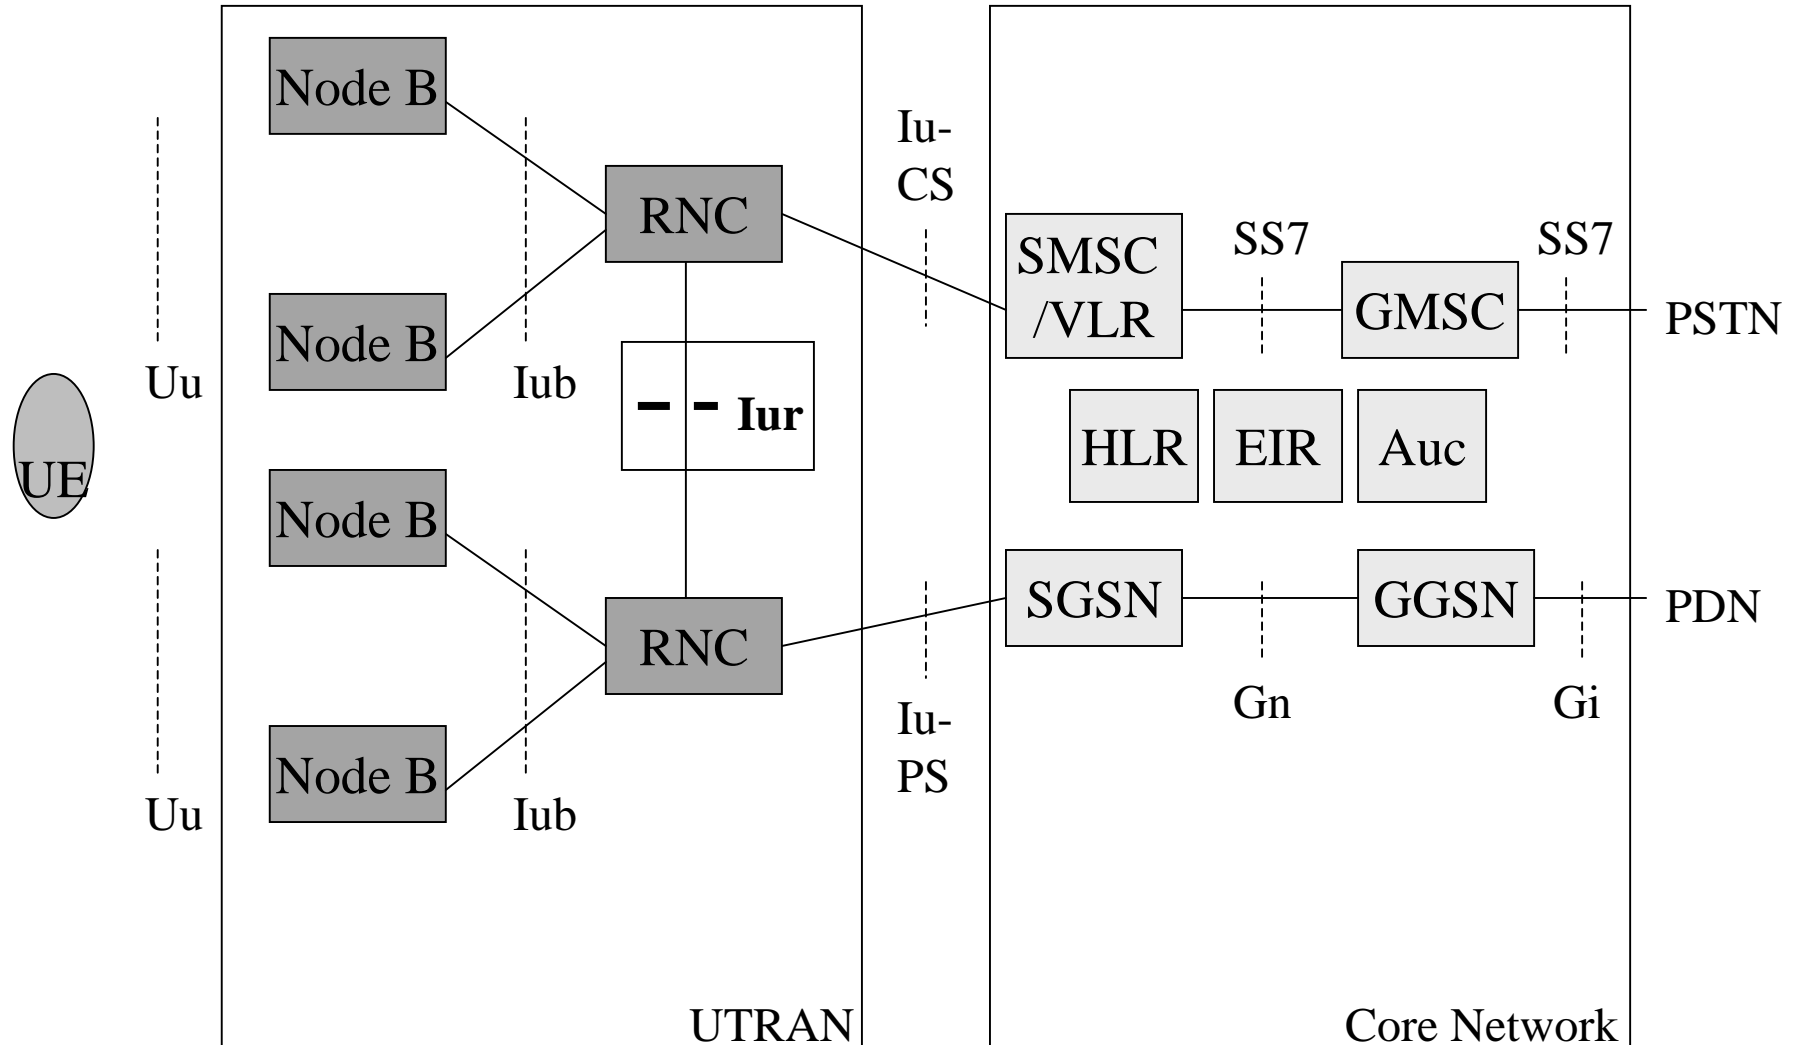 Node B
Iu-
CS
RNC
SMSC
/VLR
SS7
SS7
GMSC
PSTN
Node B
Uu
Iub
Iur
HLR
EIR
Auc
UE
Node B
SGSN
GGSN
PDN
RNC
Gn
Gi
Iu-
PS
Node B
Uu
Iub
UTRAN
Core Network